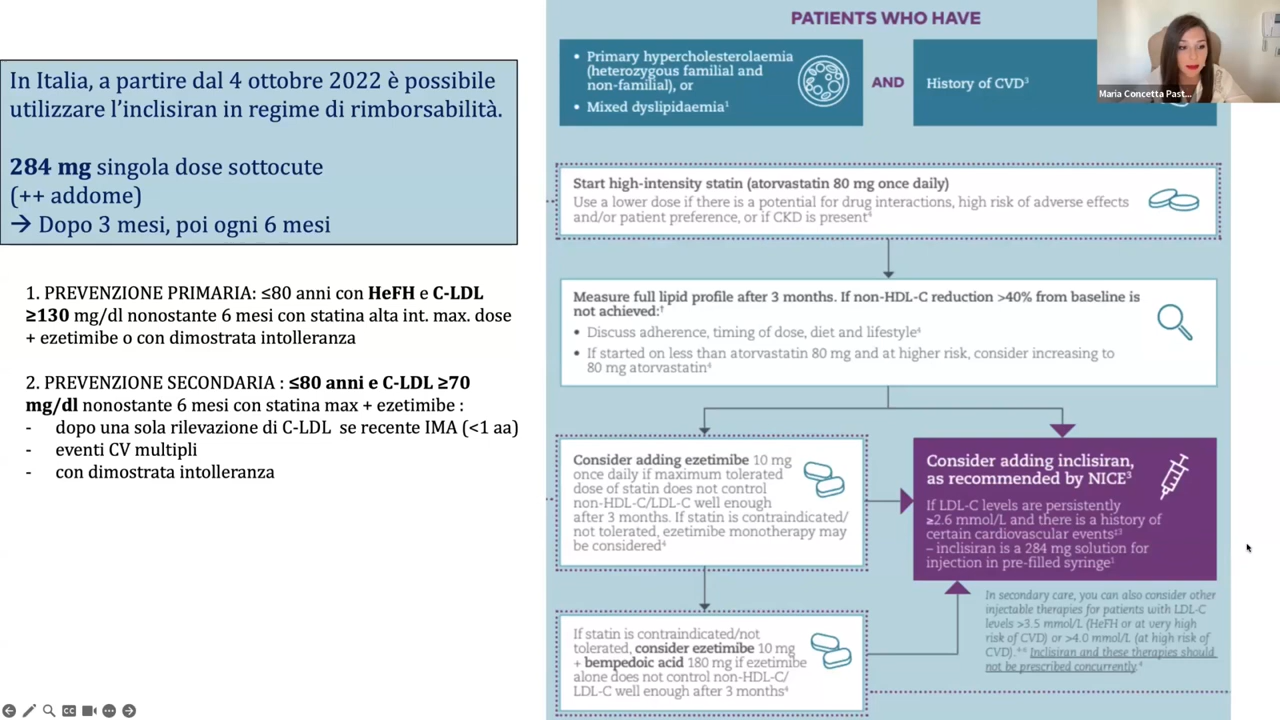 In Italia, a partire dal 4 ottobre 2022 è possibile
utilizzare l'inclisiran in regime di rimborsabilità.
284 mg singola dose sottocute
(++ addome)
→ Dopo 3 mesi, poi ogni 6 mesi
1. PREVENZIONE PRIMARIA: ≤80 anni con HeFH e C-LDL
≥130 mg/dl nonostante 6 mesi con statina alta int. max. dose
+ ezetimibe o con dimostrata intolleranza
2. PREVENZIONE SECONDARIA : ≤80 anni e C-LDL ≥70
mg/dl nonostante 6 mesi con statina max + ezetimibe :
- dopo una sola rilevazione di C-LDL se recente IMA (<1 aa)
- eventi CV multipli
- con dimostrata intolleranza
PATIENTS WHO HAVE
• Primary hypercholesterolaemia
(heterozygous familial and
non-familial), or
• Mixed dyslipidaemia¹
AND
History of CVD³
Maria Concetta Past...
Start high-intensity statin (atorvastatin 80 mg once daily)
Use a lower dose if there is a potential for drug interactions, high risk of adverse effects
and/or patient preference, or if CKD is present⁴
Measure full lipid profile after 3 months. If non-HDL-C reduction >40% from baseline is
not achieved:†
• Discuss adherence, timing of dose, diet and lifestyle⁴
• If started on less than atorvastatin 80 mg and at higher risk, consider increasing to
80 mg atorvastatin⁴
Consider adding ezetimibe 10 mg
once daily if maximum tolerated
dose of statin does not control
non-HDL-C/LDL-C well enough
after 3 months. If statin is contraindicated/
not tolerated, ezetimibe monotherapy may
be considered⁴
Consider adding inclisiran,
as recommended by NICE³
If LDL-C levels are persistently
≥2.6 mmol/L and there is a history of
certain cardiovascular events‡³
– inclisiran is a 284 mg solution for
injection in pre-filled syringe¹
If statin is contraindicated/not
tolerated, consider ezetimibe 10 mg
+ bempedoic acid 180 mg if ezetimibe
alone does not control non-HDL-C/
LDL-C well enough after 3 months⁴
In secondary care, you can also consider other
injectable therapies for patients with LDL-C
levels >3.5 mmol/L (HeFH or at very high
risk of CVD) or >4.0 mmol/L (at high risk of
CVD). Inclisiran and these therapies should
not be prescribed concurrently.⁴
CC